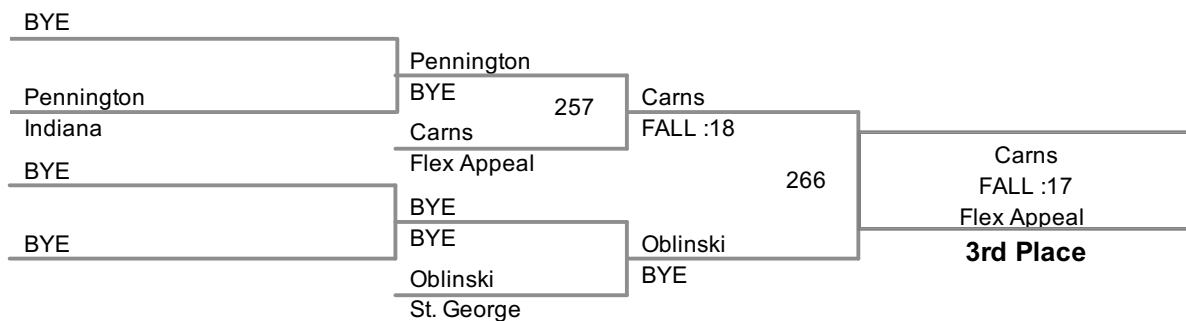 BYE
Pennington
Indiana
BYE
BYE
Pennington
BYE
257
Carns
Flex Appeal
BYE
BYE
Oblinski
St. George
Carns
FALL :18
266
Oblinski
BYE
Carns
FALL :17
Flex Appeal
3rd Place